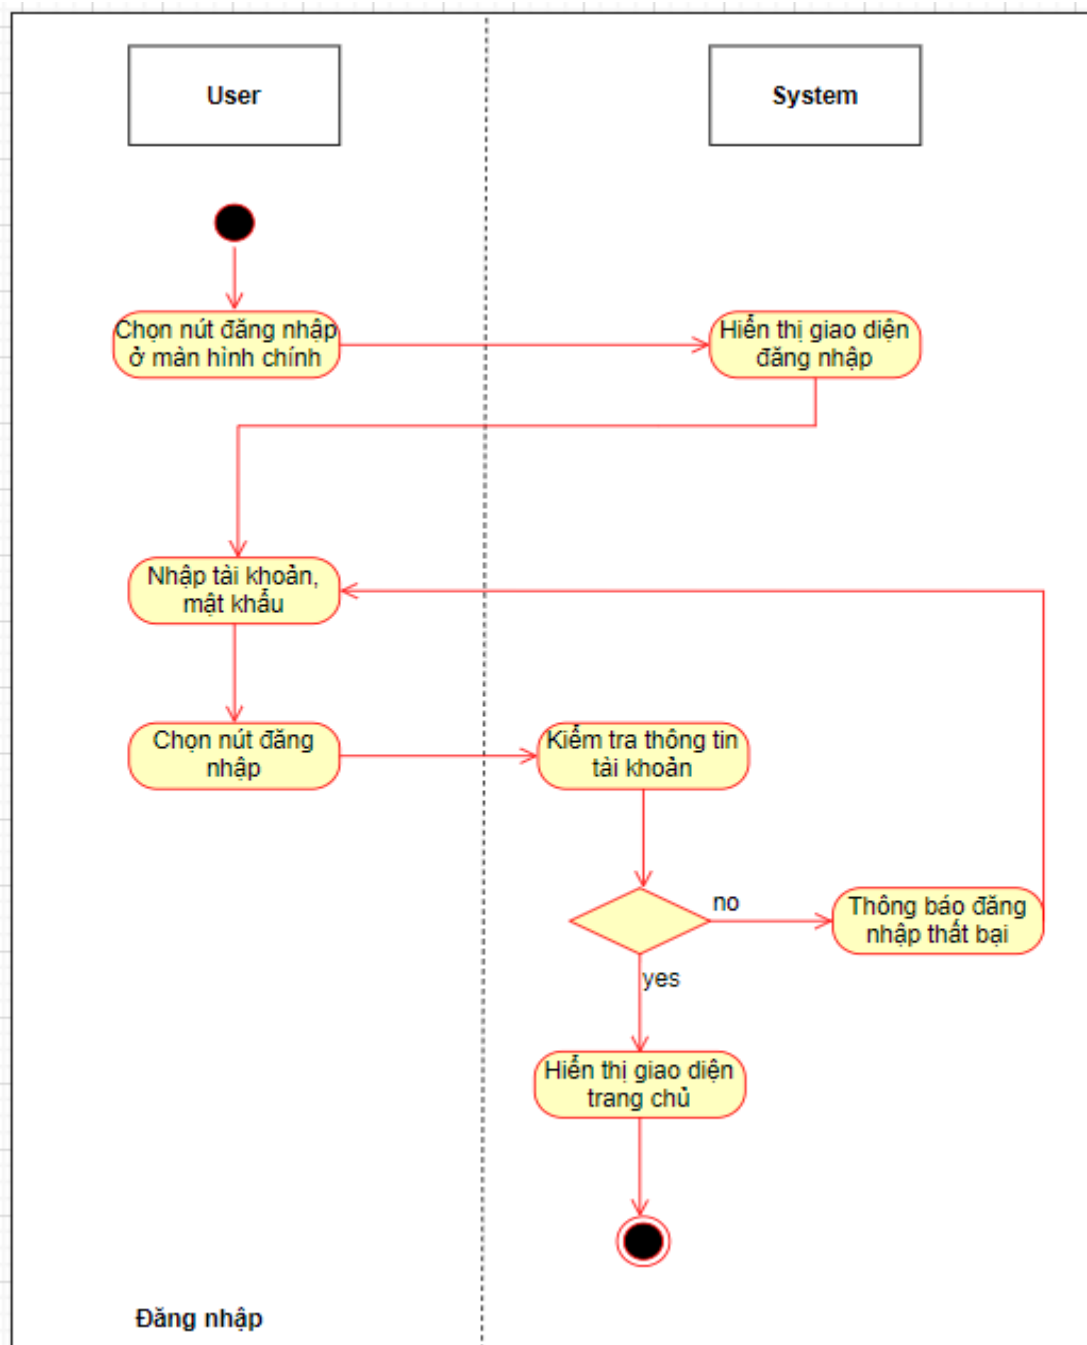 User
System
Chọn nút đăng nhập
ở màn hình chính
Hiển thị giao diện
đăng nhập
Nhập tài khoản,
mật khẩu
Chọn nút đăng
nhập
Kiểm tra thông tin
tài khoản
no
Thông báo đăng
nhập thất bại
yes
Hiển thị giao diện
trang chủ
Đăng nhập